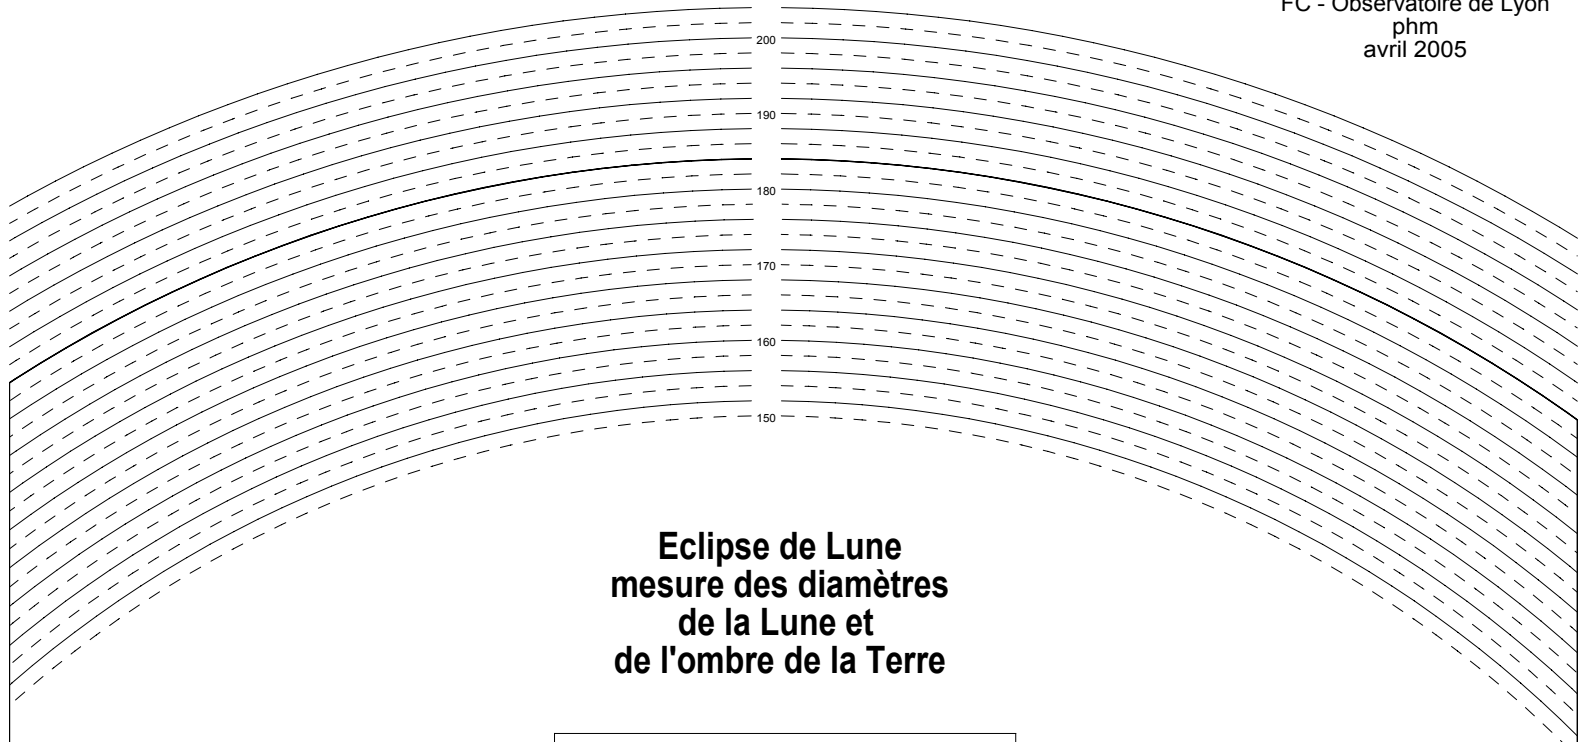 FC - Observatoire de Lyon
phm
avril 2005
200
190
180
170
160
150
Eclipse de Lune
mesure des diamètres
de la Lune et
de l'ombre de la Terre